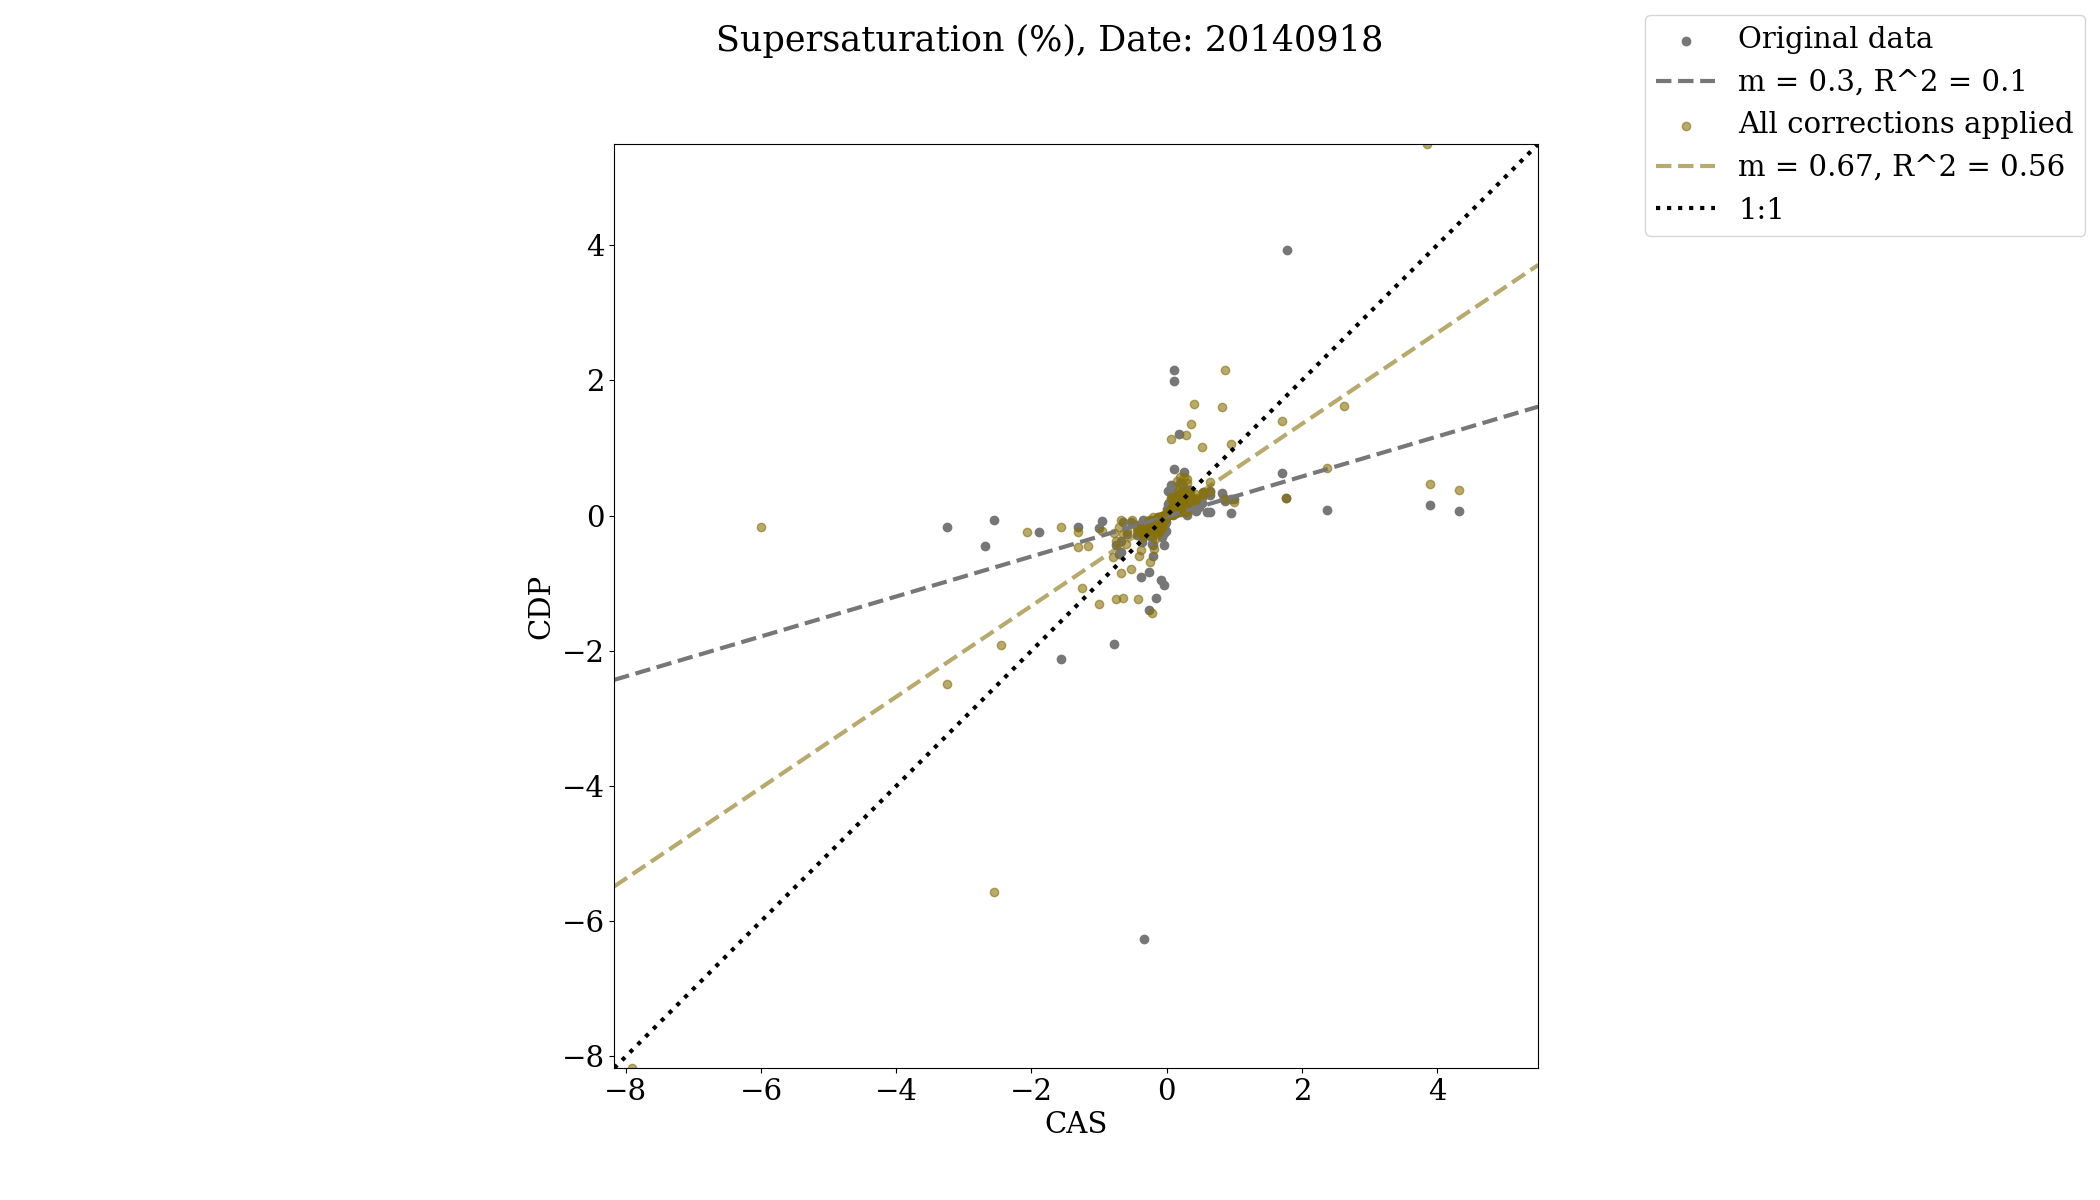 Supersaturation (%), Date: 20140918
Original data
m = 0.3, R^2 = 0.1
All corrections applied
m = 0.67, R^2 = 0.56
1:1
4
2
0
−2
−4
−6
−8
CDP
−8 −6 −4 −2 0 2 4
CAS